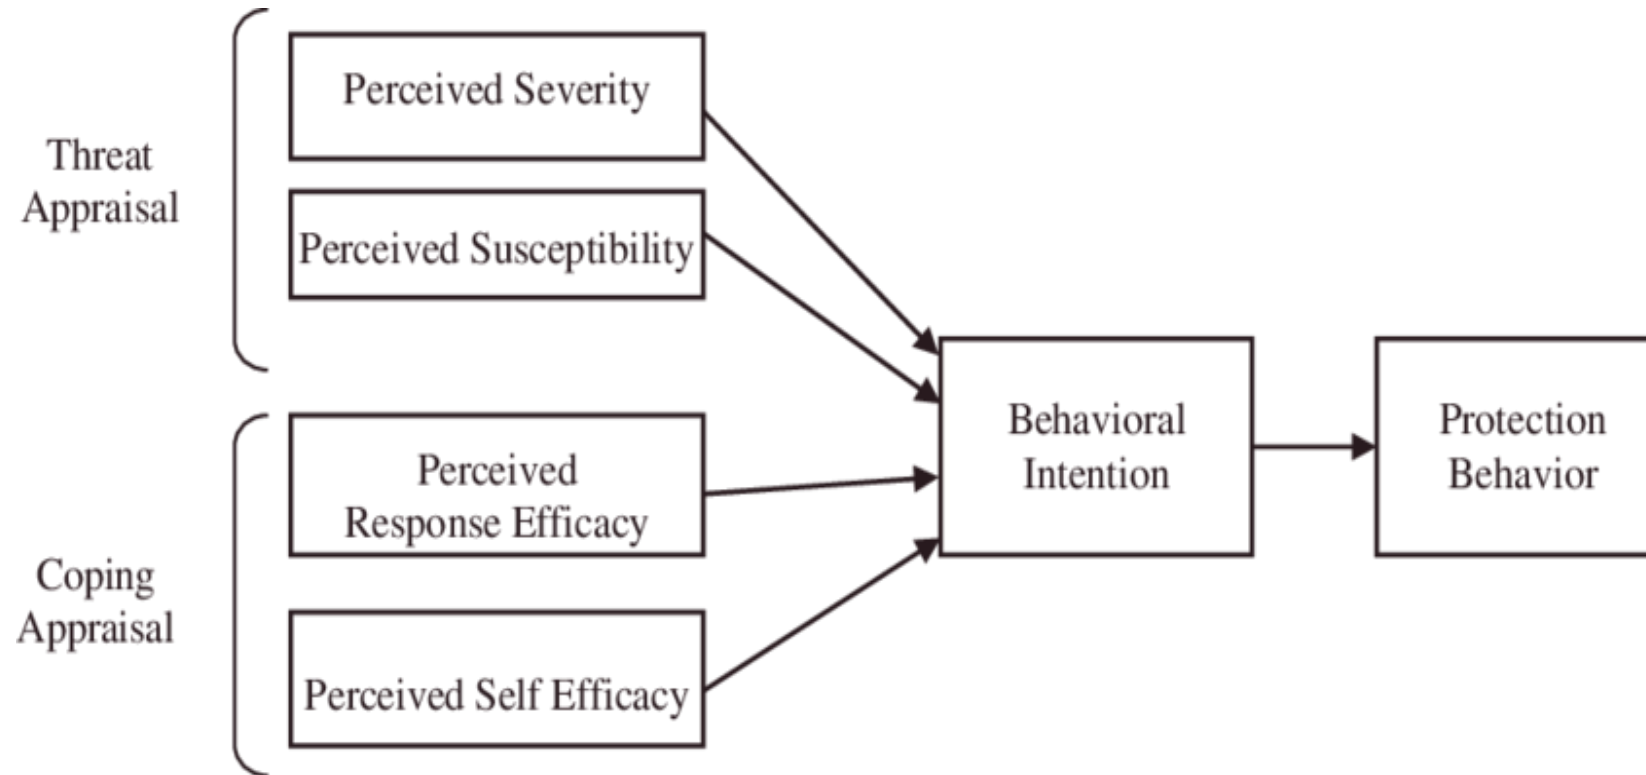 Threat
Appraisal
Perceived Severity
Perceived Susceptibility
Coping
Appraisal
Perceived
Response Efficacy
Perceived Self Efficacy
Behavioral
Intention
Protection
Behavior